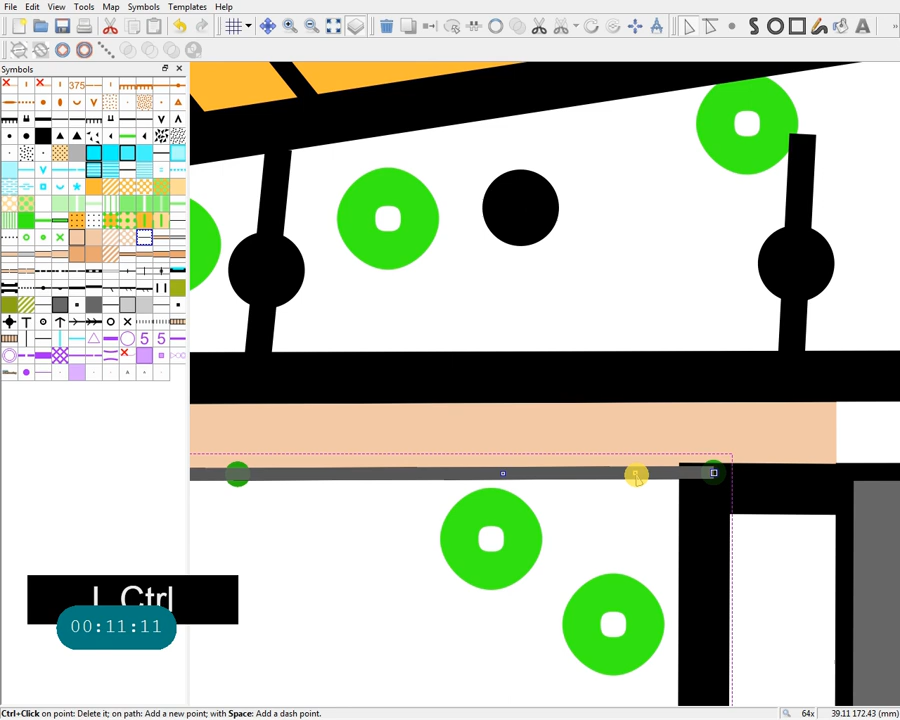 File Edit View Tools Map Symbols Templates Help
Symbols
375
5 5
L Ctrl
00:11:11
Ctrl+Click on point: Delete it; on path: Add a new point; with Space: Add a dash point.
64x
39.11 172.43 (mm)